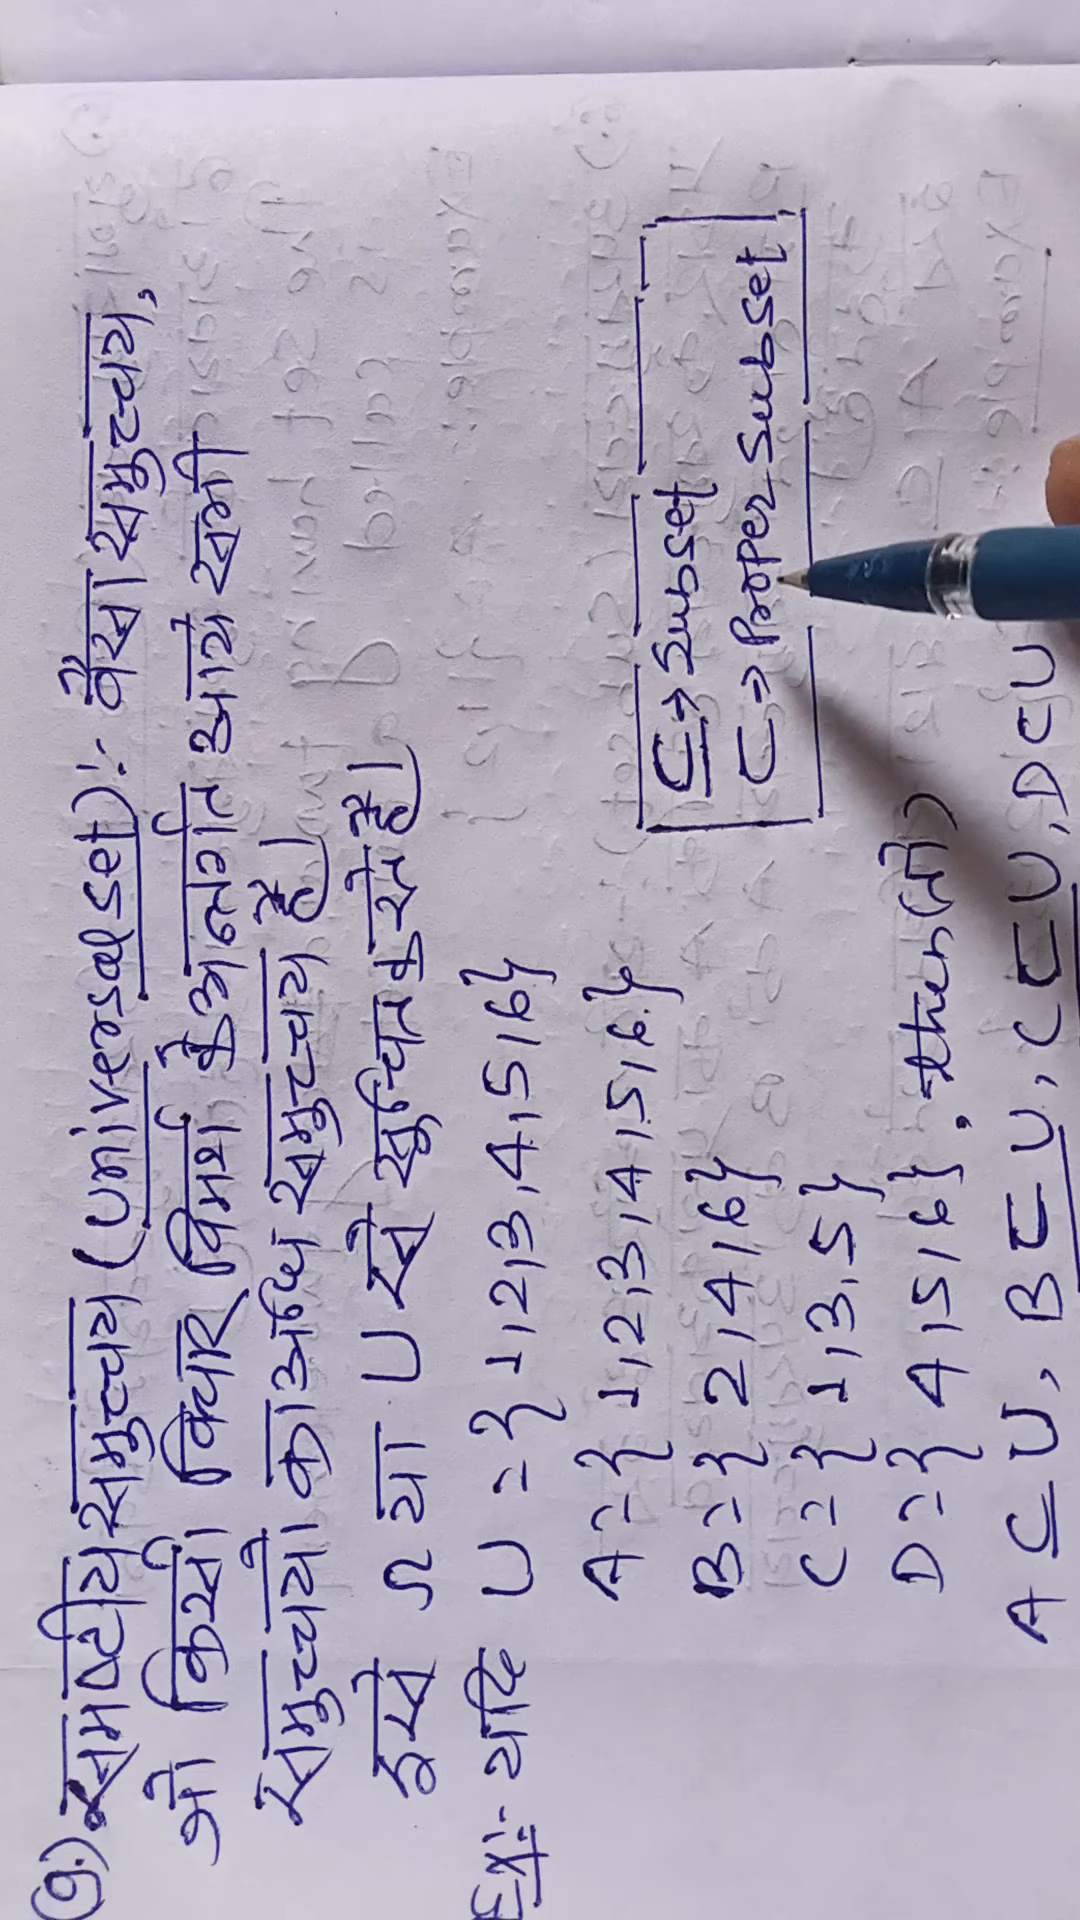 (9.) समष्टीय समुच्चय (Universal set):- वैसा समुच्चय,
जो किसी विचार विमर्श के अन्तर्गत आये सभी
समुच्चयो का अधि समुच्चय है।
इसे Ω या U से सुचित करते है।
Ex:- यदि U = { 1, 2, 3, 4, 5, 6 }
A = { 1, 2, 3, 4, 5, 6 }
B = { 2, 4, 6 }
C = { 1, 3, 5 }
D = { 4, 5, 6 }. then (तो)
A ⊆ U, B ⊆ U, C ⊆ U, D ⊂ U
⊆ → Subset
⊂ → Proper subset